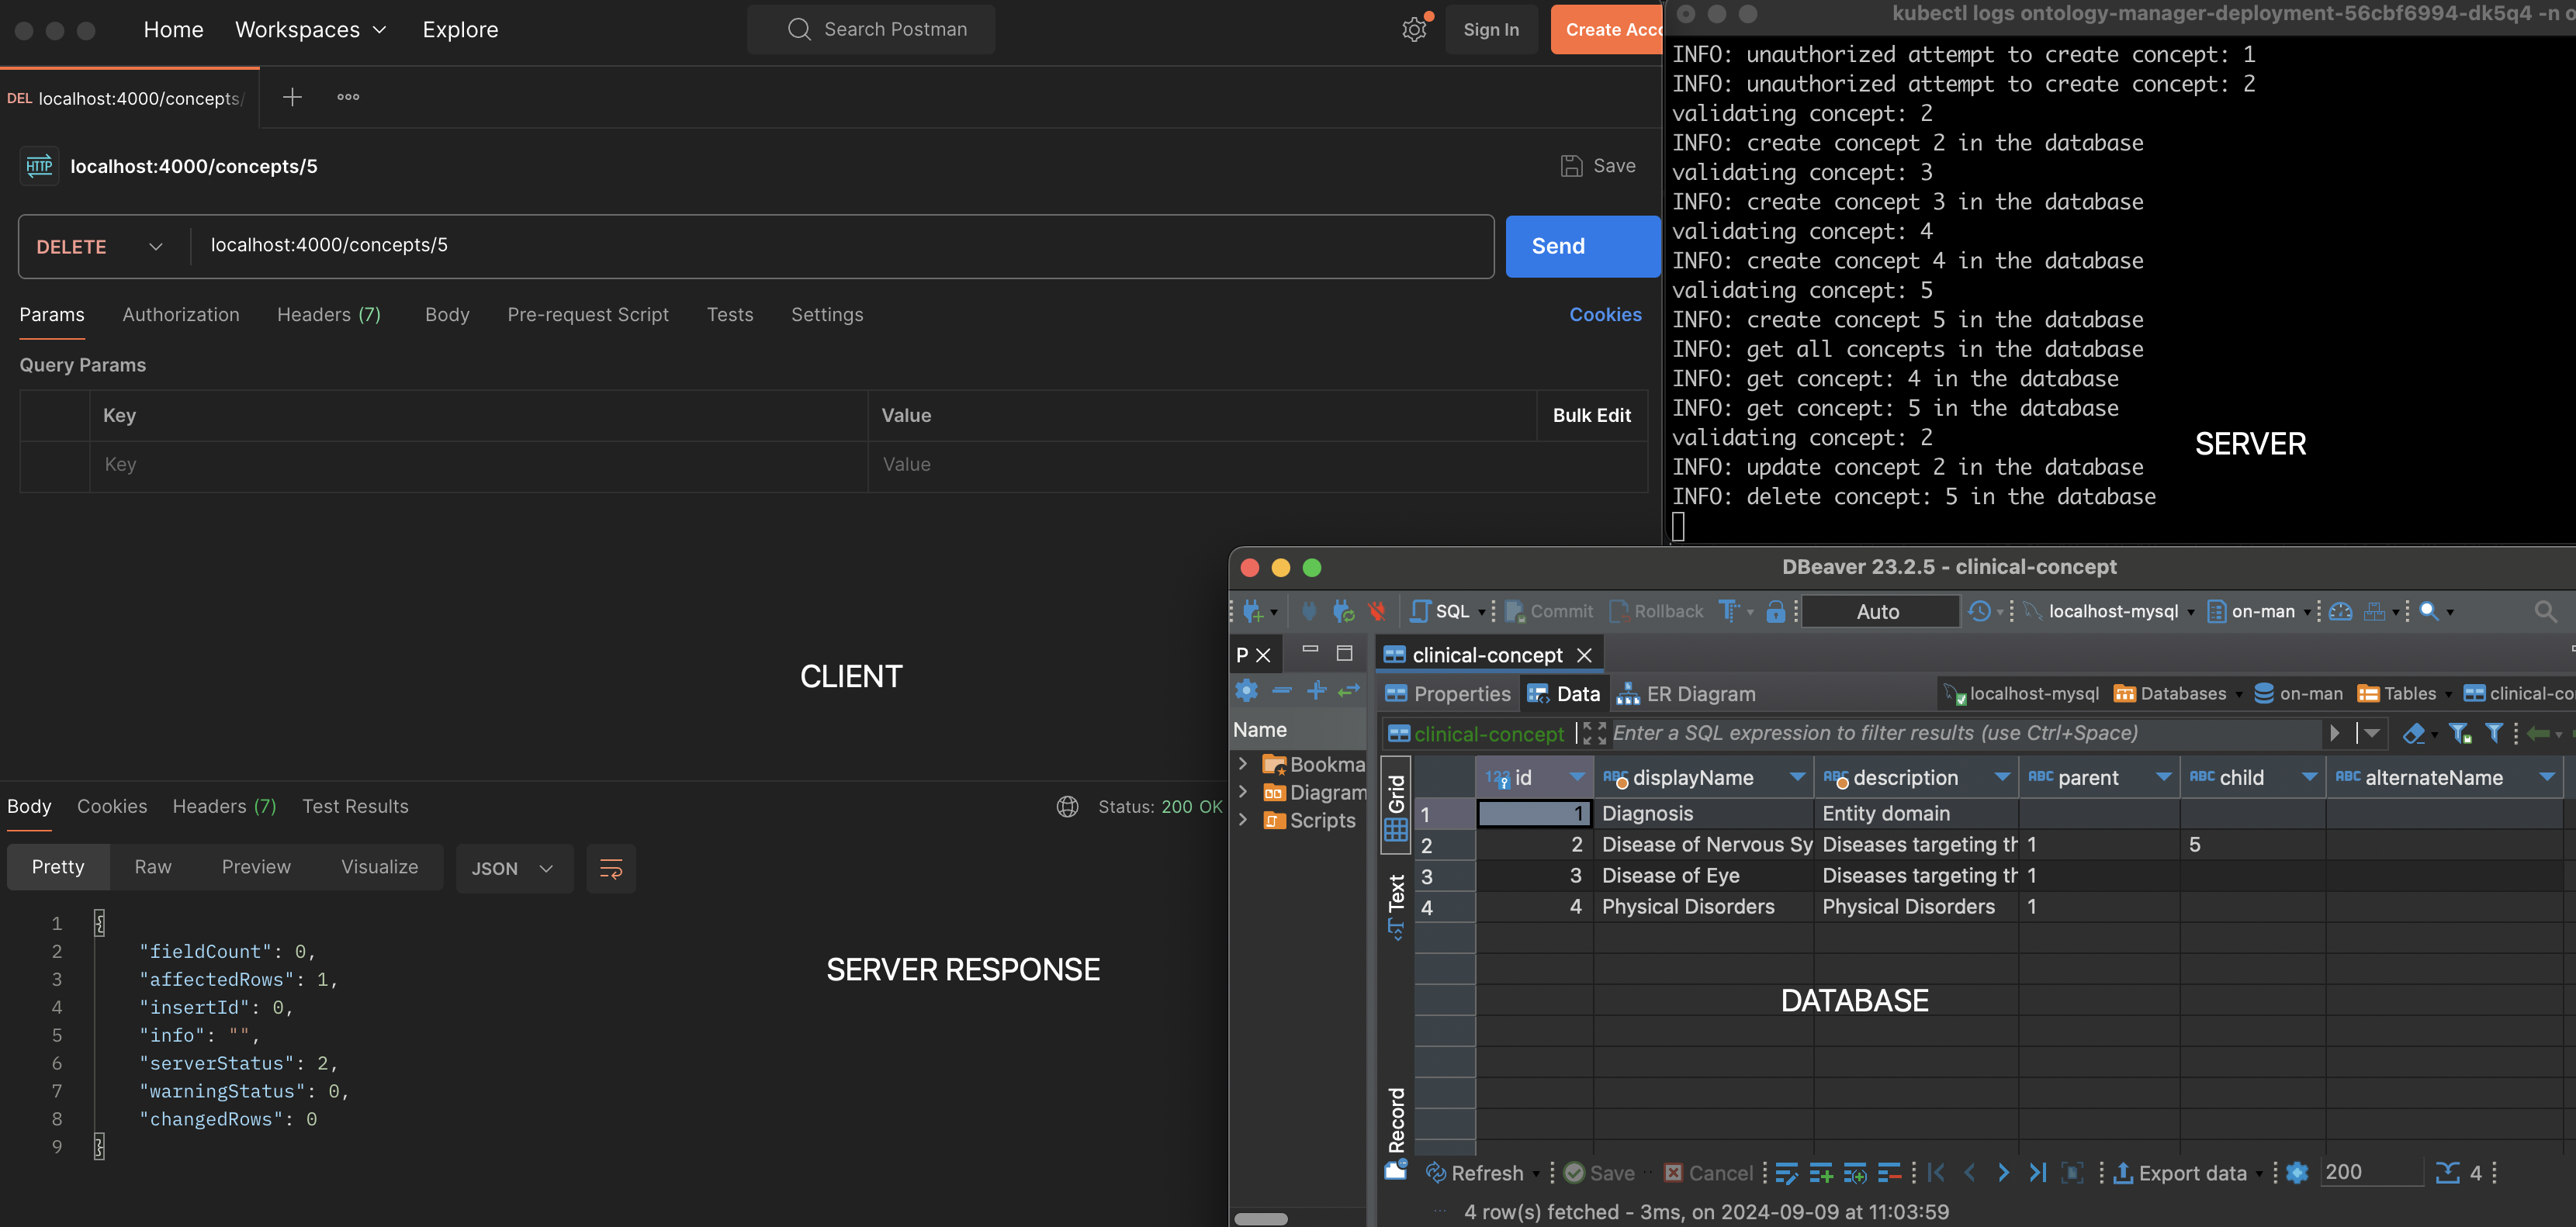 Home Workspaces Explore Search Postman Sign In Create Acco
DEL localhost:4000/concepts/
HTTP localhost:4000/concepts/5 Save
DELETE localhost:4000/concepts/5 Send
Params Authorization Headers (7) Body Pre-request Script Tests Settings Cookies
Query Params
Key Value Bulk Edit
Key Value
CLIENT
Body Cookies Headers (7) Test Results Status: 200 OK
Pretty Raw Preview Visualize JSON
1 {
2 "fieldCount": 0,
3 "affectedRows": 1,
4 "insertId": 0,
5 "info": "",
6 "serverStatus": 2,
7 "warningStatus": 0,
8 "changedRows": 0
9 }
SERVER RESPONSE
kubectl logs ontology-manager-deployment-56cbf6994-dk5q4 -n o
INFO: unauthorized attempt to create concept: 1
INFO: unauthorized attempt to create concept: 2
validating concept: 2
INFO: create concept 2 in the database
validating concept: 3
INFO: create concept 3 in the database
validating concept: 4
INFO: create concept 4 in the database
validating concept: 5
INFO: create concept 5 in the database
INFO: get all concepts in the database
INFO: get concept: 4 in the database
INFO: get concept: 5 in the database
validating concept: 2
INFO: update concept 2 in the database
INFO: delete concept: 5 in the database
SERVER
DBeaver 23.2.5 - clinical-concept
SQL Commit Rollback Auto localhost-mysql on-man
P clinical-concept
Properties Data ER Diagram localhost-mysql Databases on-man Tables clinical-co
clinical-concept Enter a SQL expression to filter results (use Ctrl+Space)
Name
Bookma
Diagram
Scripts
Grid
Text
Record
123 id ABC displayName ABC description ABC parent ABC child ABC alternateName
1 1 Diagnosis Entity domain
2 2 Disease of Nervous Sy Diseases targeting th 1 5
3 3 Disease of Eye Diseases targeting th 1
4 4 Physical Disorders Physical Disorders 1
DATABASE
Refresh Save Cancel Export data 200 4
4 row(s) fetched - 3ms, on 2024-09-09 at 11:03:59